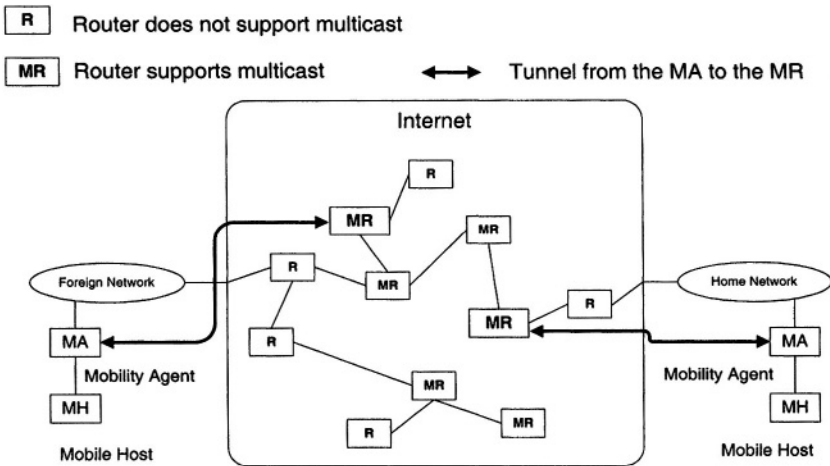 R Router does not support multicast
MR Router supports multicast Tunnel from the MA to the MR
Internet
R
MR
MR
R
MR
Foreign Network
Home Network
R
MR
MA
R
MA
Mobility Agent
Mobility Agent
MR
MH
MH
R
MR
Mobile Host
Mobile Host